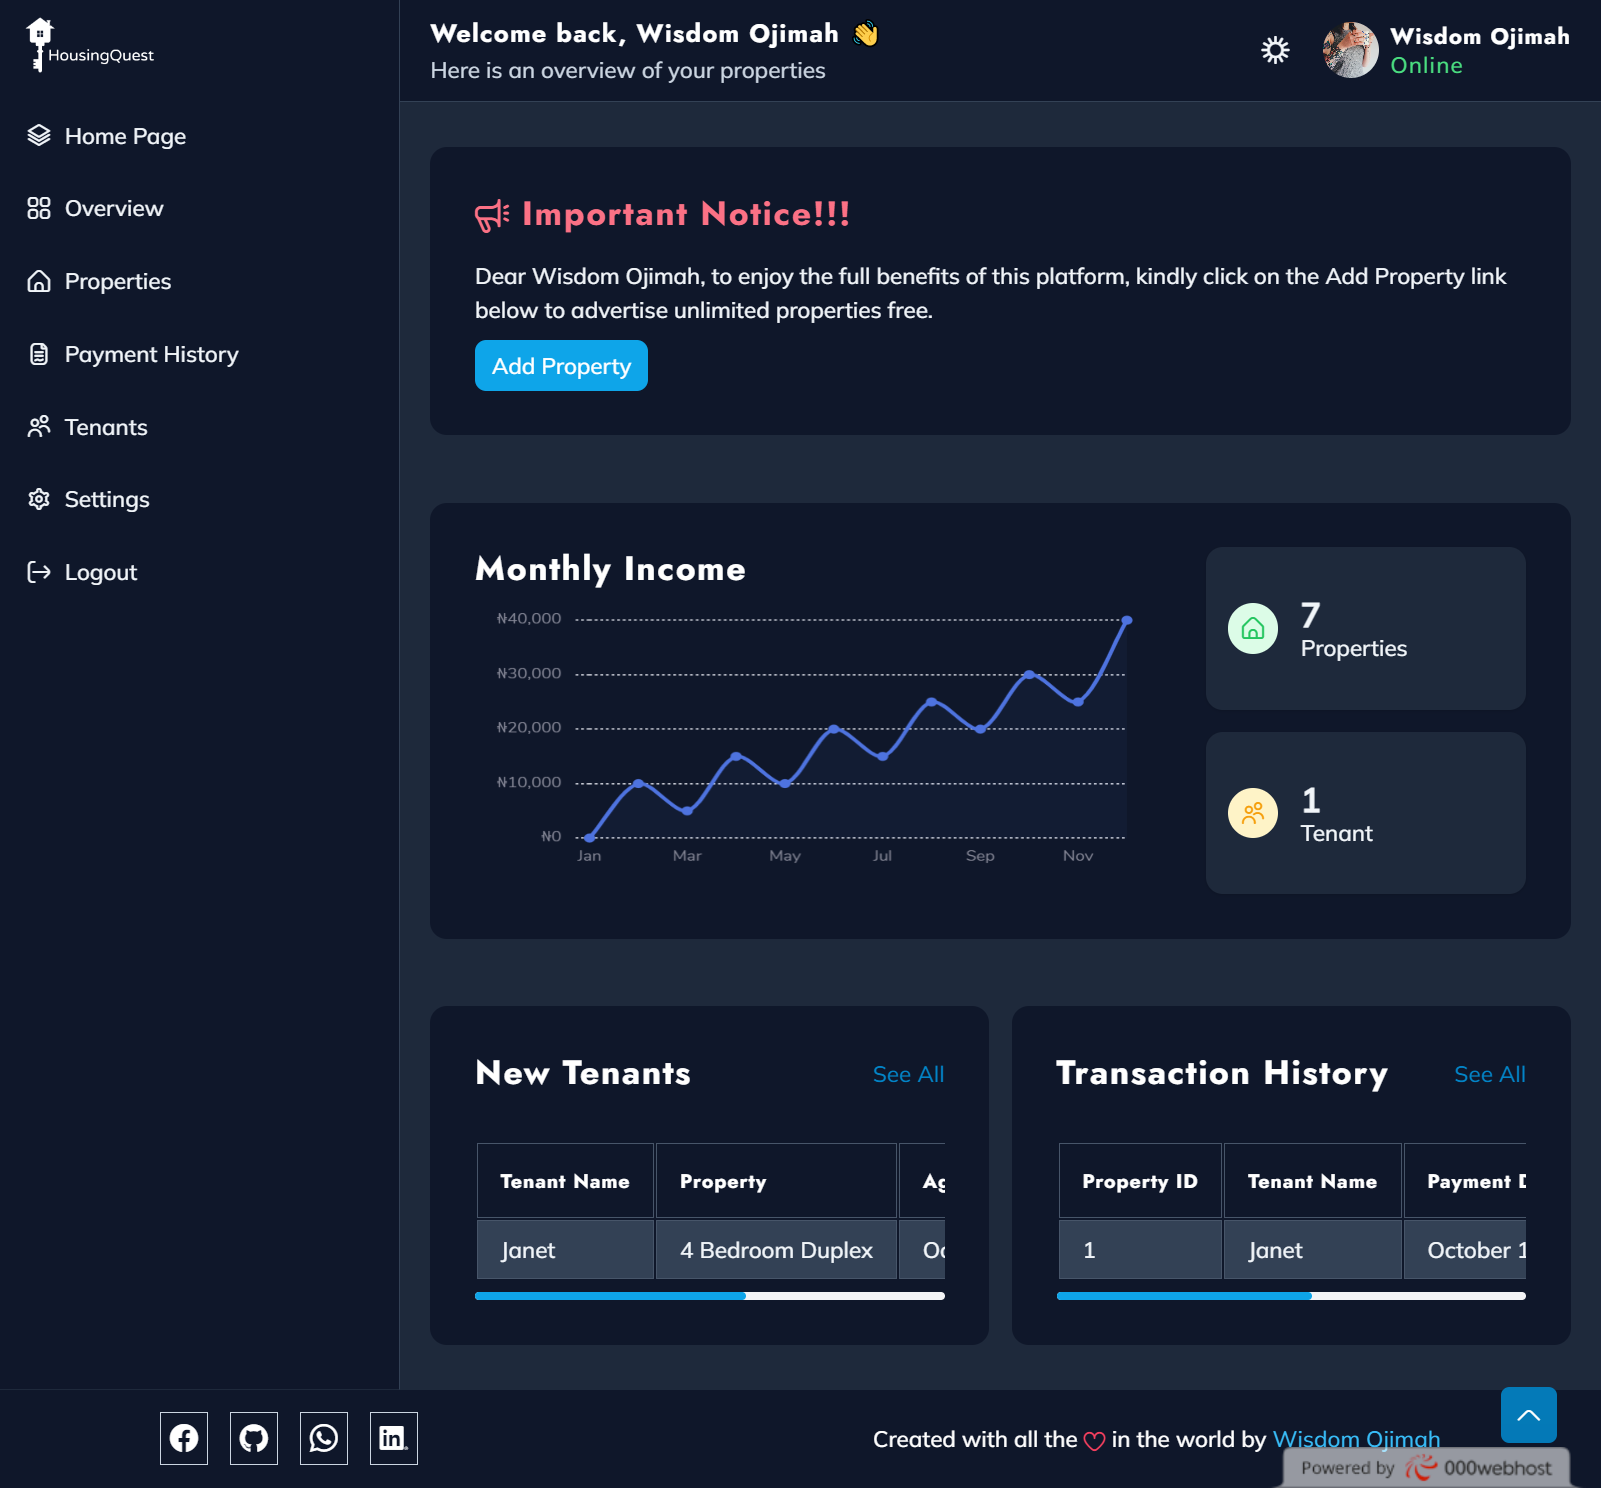 HousingQuest
Home Page
Overview
Properties
Payment History
Tenants
Settings
Logout
Welcome back, Wisdom Ojimah 👋
Here is an overview of your properties
Wisdom Ojimah
Online
Important Notice!!!
Dear Wisdom Ojimah, to enjoy the full benefits of this platform, kindly click on the Add Property link
below to advertise unlimited properties free.
Add Property
Monthly Income
₦40,000
₦30,000
₦20,000
₦10,000
₦0
Jan Mar May Jul Sep Nov
7
Properties
1
Tenant
New Tenants See All
Tenant Name Property Ag
Janet 4 Bedroom Duplex Oc
Transaction History See All
Property ID Tenant Name Payment D
1 Janet October 1
Created with all the in the world by Wisdom Ojimah
Powered by 000webhost